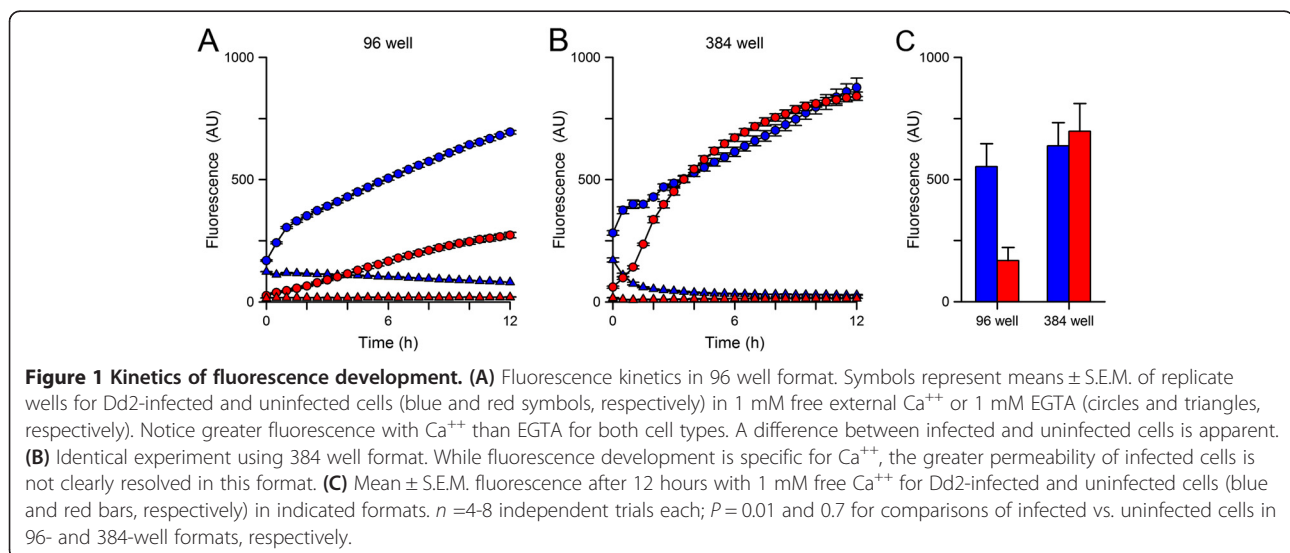 A
96 well
B
384 well
C
1000
500
0
Fluorescence (AU)
0
6
12
Time (h)
1000
500
0
Fluorescence (AU)
0
6
12
Time (h)
1000
500
0
Fluorescence (AU)
96 well
384 well
Figure 1 Kinetics of fluorescence development. (A) Fluorescence kinetics in 96 well format. Symbols represent means ± S.E.M. of replicate
wells for Dd2-infected and uninfected cells (blue and red symbols, respectively) in 1 mM free external Ca⁺⁺ or 1 mM EGTA (circles and triangles,
respectively). Notice greater fluorescence with Ca⁺⁺ than EGTA for both cell types. A difference between infected and uninfected cells is apparent.
(B) Identical experiment using 384 well format. While fluorescence development is specific for Ca⁺⁺, the greater permeability of infected cells is
not clearly resolved in this format. (C) Mean ± S.E.M. fluorescence after 12 hours with 1 mM free Ca⁺⁺ for Dd2-infected and uninfected cells (blue
and red bars, respectively) in indicated formats. n =4-8 independent trials each; P = 0.01 and 0.7 for comparisons of infected vs. uninfected cells in
96- and 384-well formats, respectively.